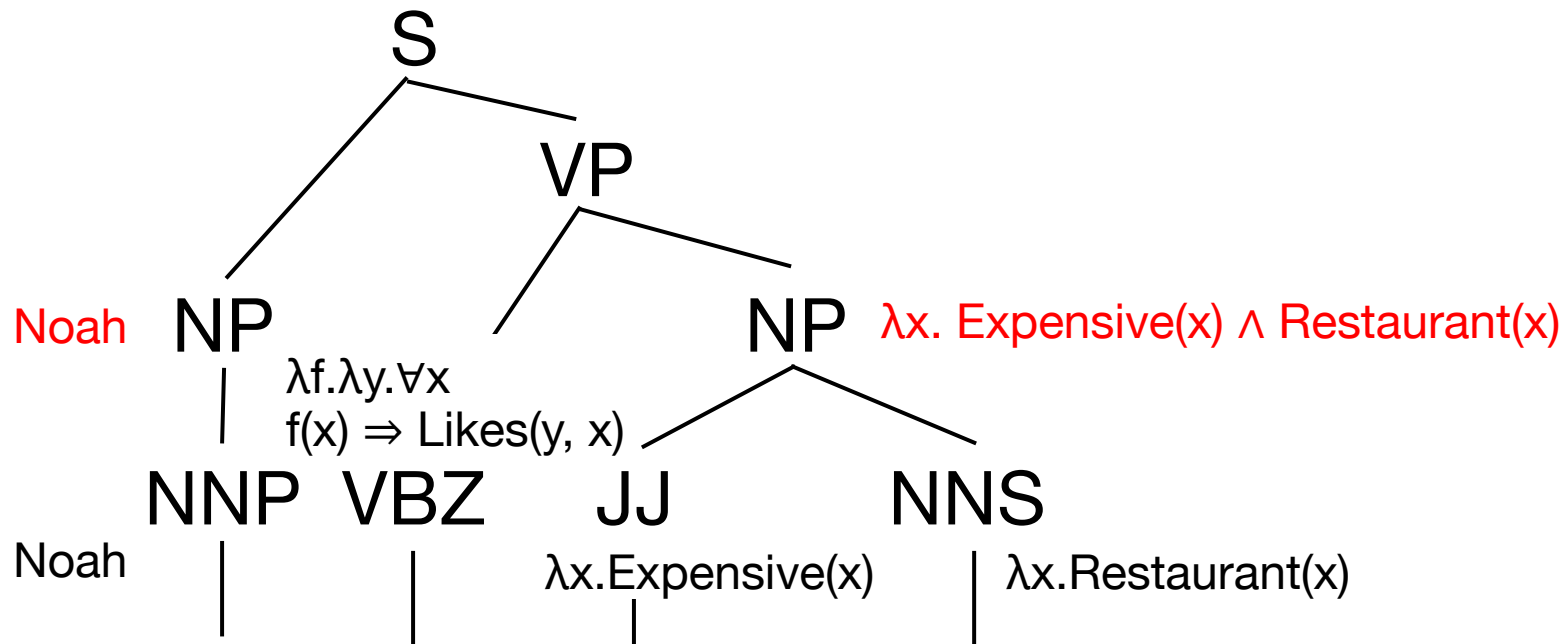 S
VP
Noah NP NP λx. Expensive(x) ∧ Restaurant(x)
λf.λy.∀x
f(x) ⇒ Likes(y, x)
NNP VBZ JJ NNS
Noah λx.Expensive(x) λx.Restaurant(x)